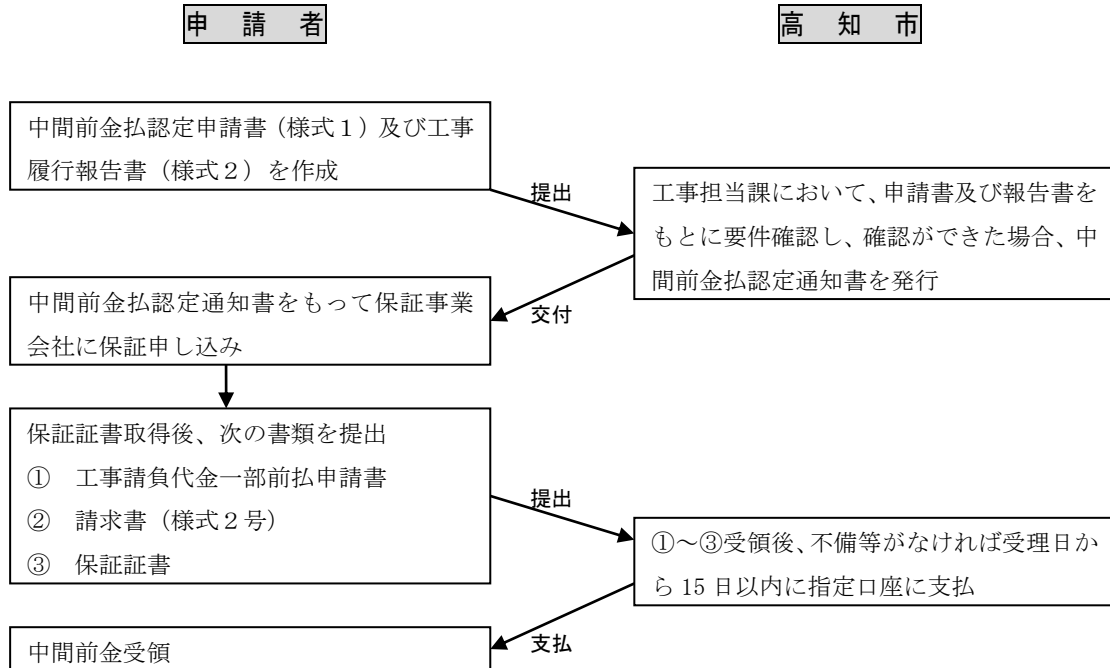 申 請 者
高 知 市
中間前金払認定申請書（様式１）及び工事
履行報告書（様式２）を作成
提出
工事担当課において、申請書及び報告書を
もとに要件確認し、確認ができた場合、中
間前金払認定通知書を発行
交付
中間前金払認定通知書をもって保証事業
会社に保証申し込み
保証証書取得後、次の書類を提出
① 工事請負代金一部前払申請書
② 請求書（様式２号）
③ 保証証書
提出
①～③受領後、不備等がなければ受理日か
ら 15 日以内に指定口座に支払
支払
中間前金受領